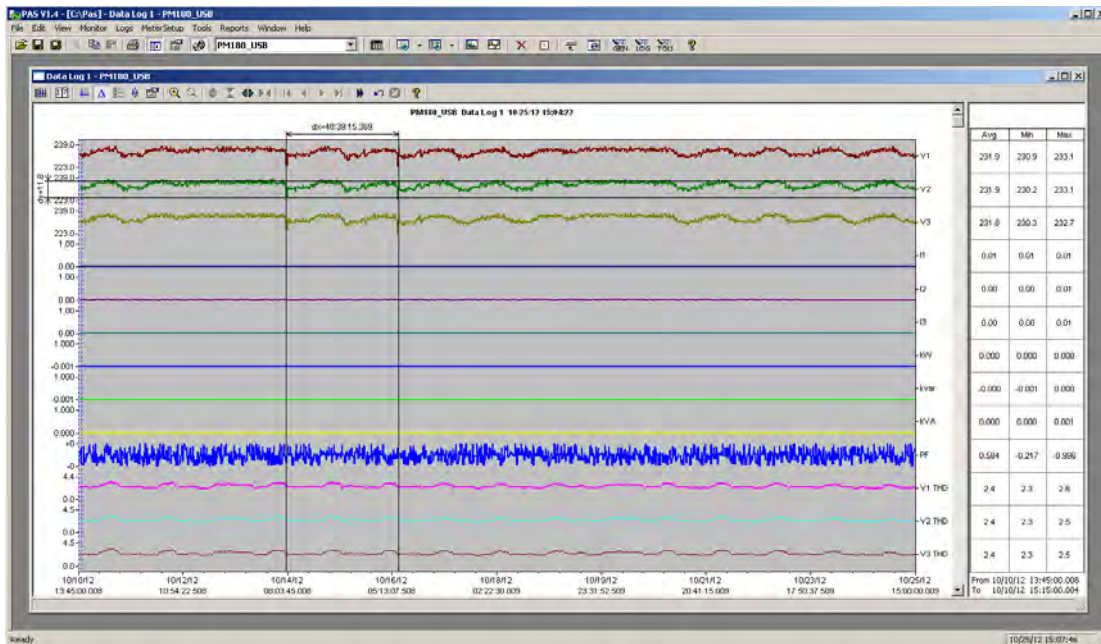 PAS V1.4 - [C:\Pas] - Data Log 1 - PM180_USB
File Edit View Monitor Logs MeterSetup Tools Reports Window Help
PM180_USB
GEN LOG TOU
Data Log 1 - PM180_USB
PM180_USB Data Log 1 10/25/12 15:04:27
dx=40:39:15.369
Avg Min Max
239.0
V1 231.9 230.9 233.1
223.0
239.0
dy=11.8
V2 231.9 230.2 233.1
223.0
239.0
V3 231.8 230.3 232.7
223.0
1.00
I1 0.01 0.01 0.01
0.00
1.00
I2 0.00 0.00 0.01
0.00
1.00
I3 0.00 0.00 0.01
0.00
1.000
kW 0.000 0.000 0.000
-0.001
1.000
kvar -0.000 -0.001 0.000
-0.001
1.000
kVA 0.000 0.000 0.001
0.000
+0
PF 0.584 -0.217 -0.996
-0
4.4
V1 THD 2.4 2.3 2.6
0.0
4.5
V2 THD 2.4 2.3 2.5
0.0
4.5
V3 THD 2.4 2.3 2.5
0.0
10/10/12 10/12/12 10/14/12 10/16/12 10/18/12 10/19/12 10/21/12 10/23/12 10/25/12
13:45:00.008 10:54:22.508 08:03:45.008 05:13:07.508 02:22:30.009 23:31:52.509 20:41:15.009 17:50:37.509 15:00:00.009
From 10/10/12 13:45:00.008
To 10/10/12 15:15:00.004
Ready
10/25/12 15:07:46